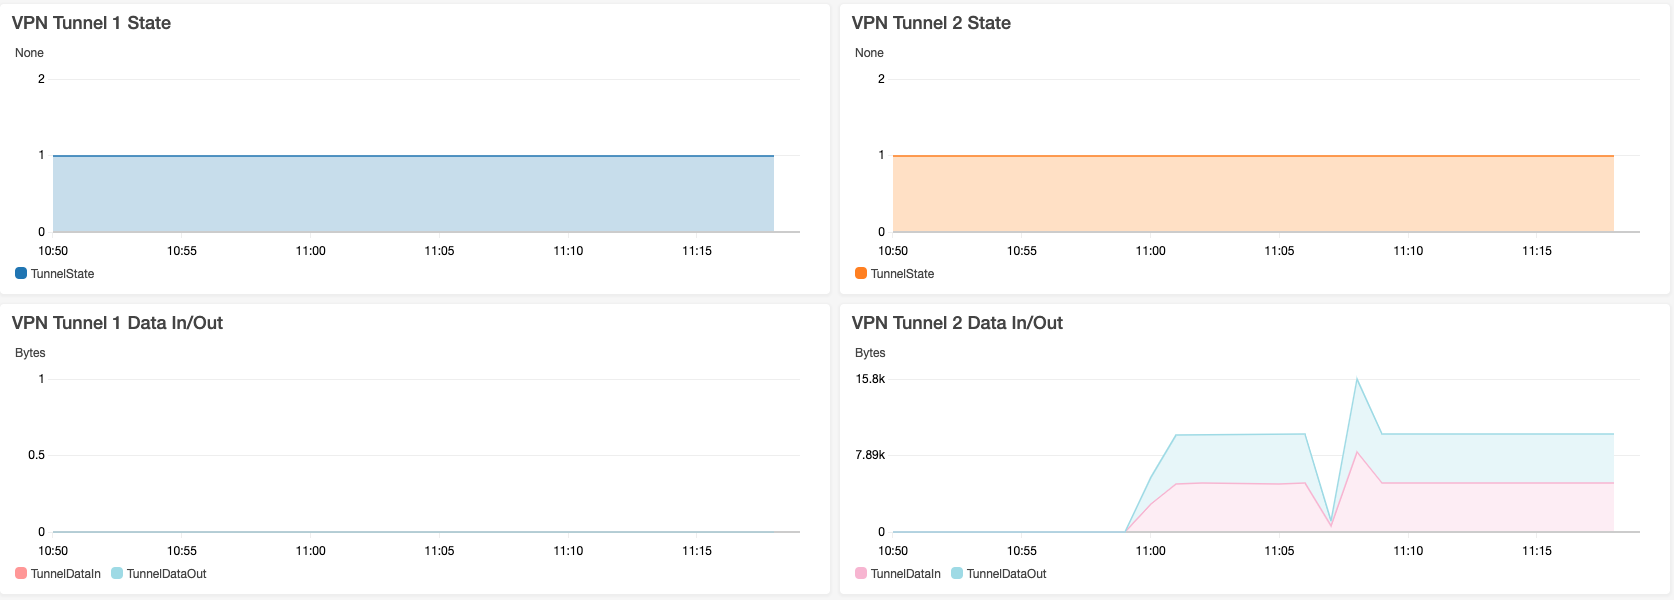 VPN Tunnel 1 State
None
2
1
0
10:50 10:55 11:00 11:05 11:10 11:15
TunnelState
VPN Tunnel 2 State
None
2
1
0
10:50 10:55 11:00 11:05 11:10 11:15
TunnelState
VPN Tunnel 1 Data In/Out
Bytes
1
0.5
0
10:50 10:55 11:00 11:05 11:10 11:15
TunnelDataIn TunnelDataOut
VPN Tunnel 2 Data In/Out
Bytes
15.8k
7.89k
0
10:50 10:55 11:00 11:05 11:10 11:15
TunnelDataIn TunnelDataOut